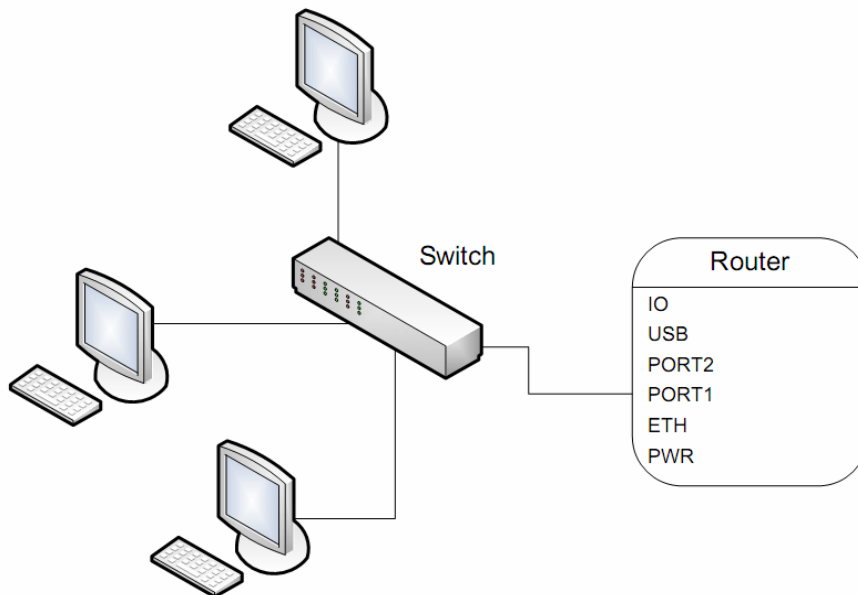 Switch
Router
IO
USB
PORT2
PORT1
ETH
PWR